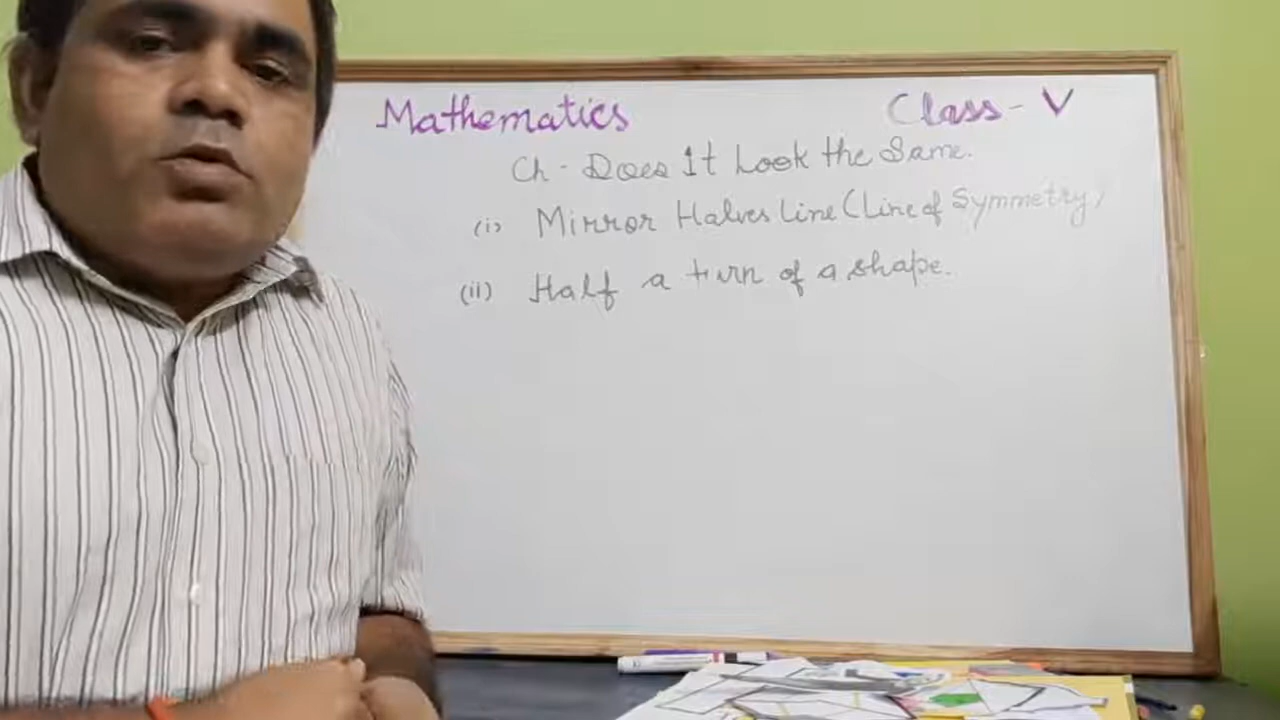 Mathematics Class - V
Ch - Does It Look the Same.
(i) Mirror Halves Line (Line of Symmetry)
(ii) Half a turn of a shape.